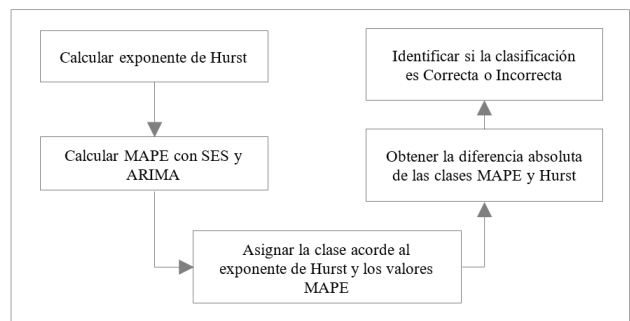 Calcular exponente de Hurst
Calcular MAPE con SES y
ARIMA
Asignar la clase acorde al
exponente de Hurst y los valores
MAPE
Obtener la diferencia absoluta
de las clases MAPE y Hurst
Identificar si la clasificación
es Correcta o Incorrecta